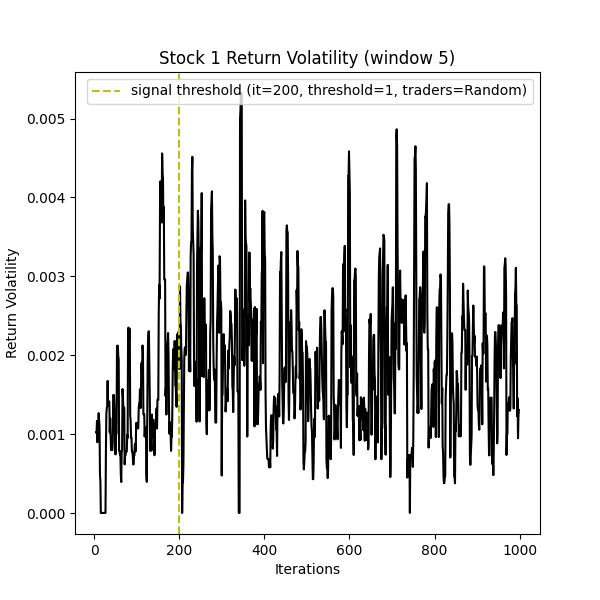 Stock 1 Return Volatility (window 5)
signal threshold (it=200, threshold=1, traders=Random)
0.005
0.004
0.003
0.002
0.001
0.000
Return Volatility
0 200 400 600 800 1000
Iterations